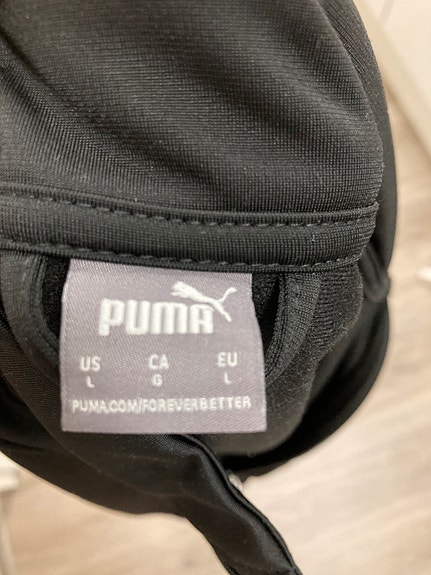 PUMA
US CA EU
L G L
PUMA.COM/FOREVERBETTER